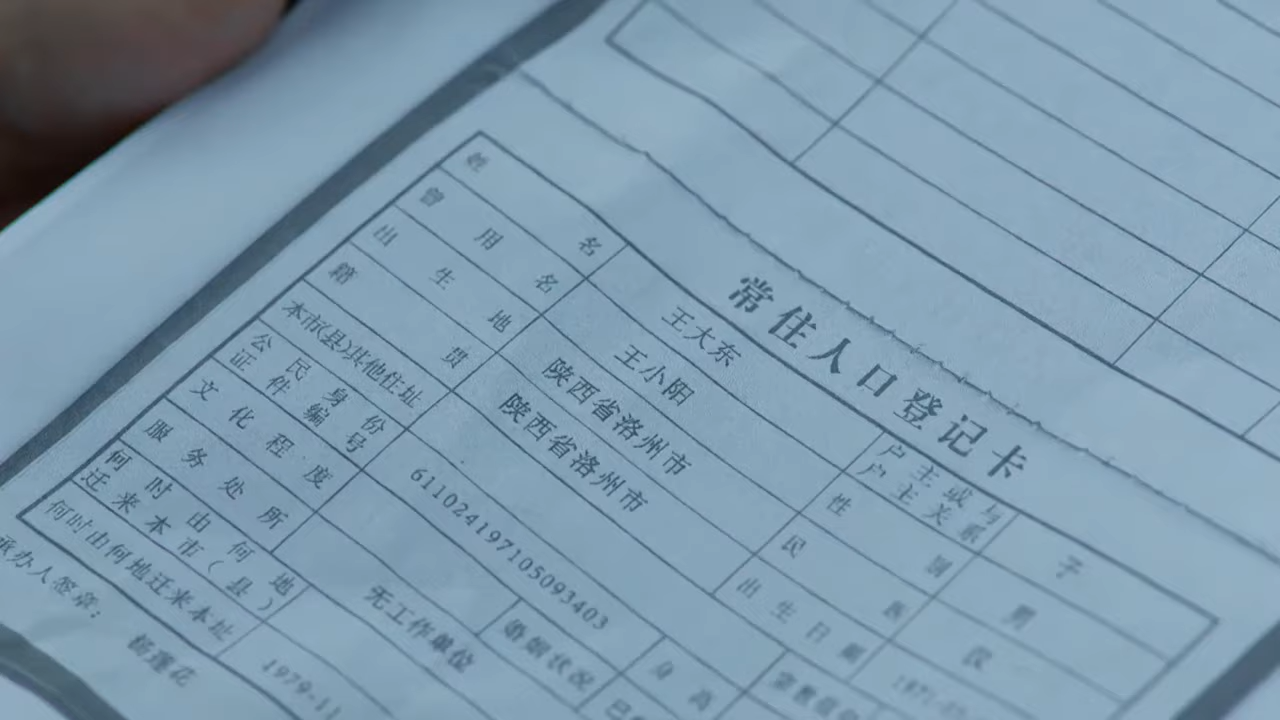 常住人口登记卡
姓名 王大东 户主或与户主关系 子
曾用名 王小阳 性别 男
出生地 陕西省洛州市 民族
籍贯 陕西省洛州市 出生日期
本市(县)其他住址
公民身份证件编号 611024197105093403 身高
文化程度 婚姻状况
服务处所 无工作单位
何时由何地迁来本市(县) 1979-11
何时由何地迁来本址
承办人签章: